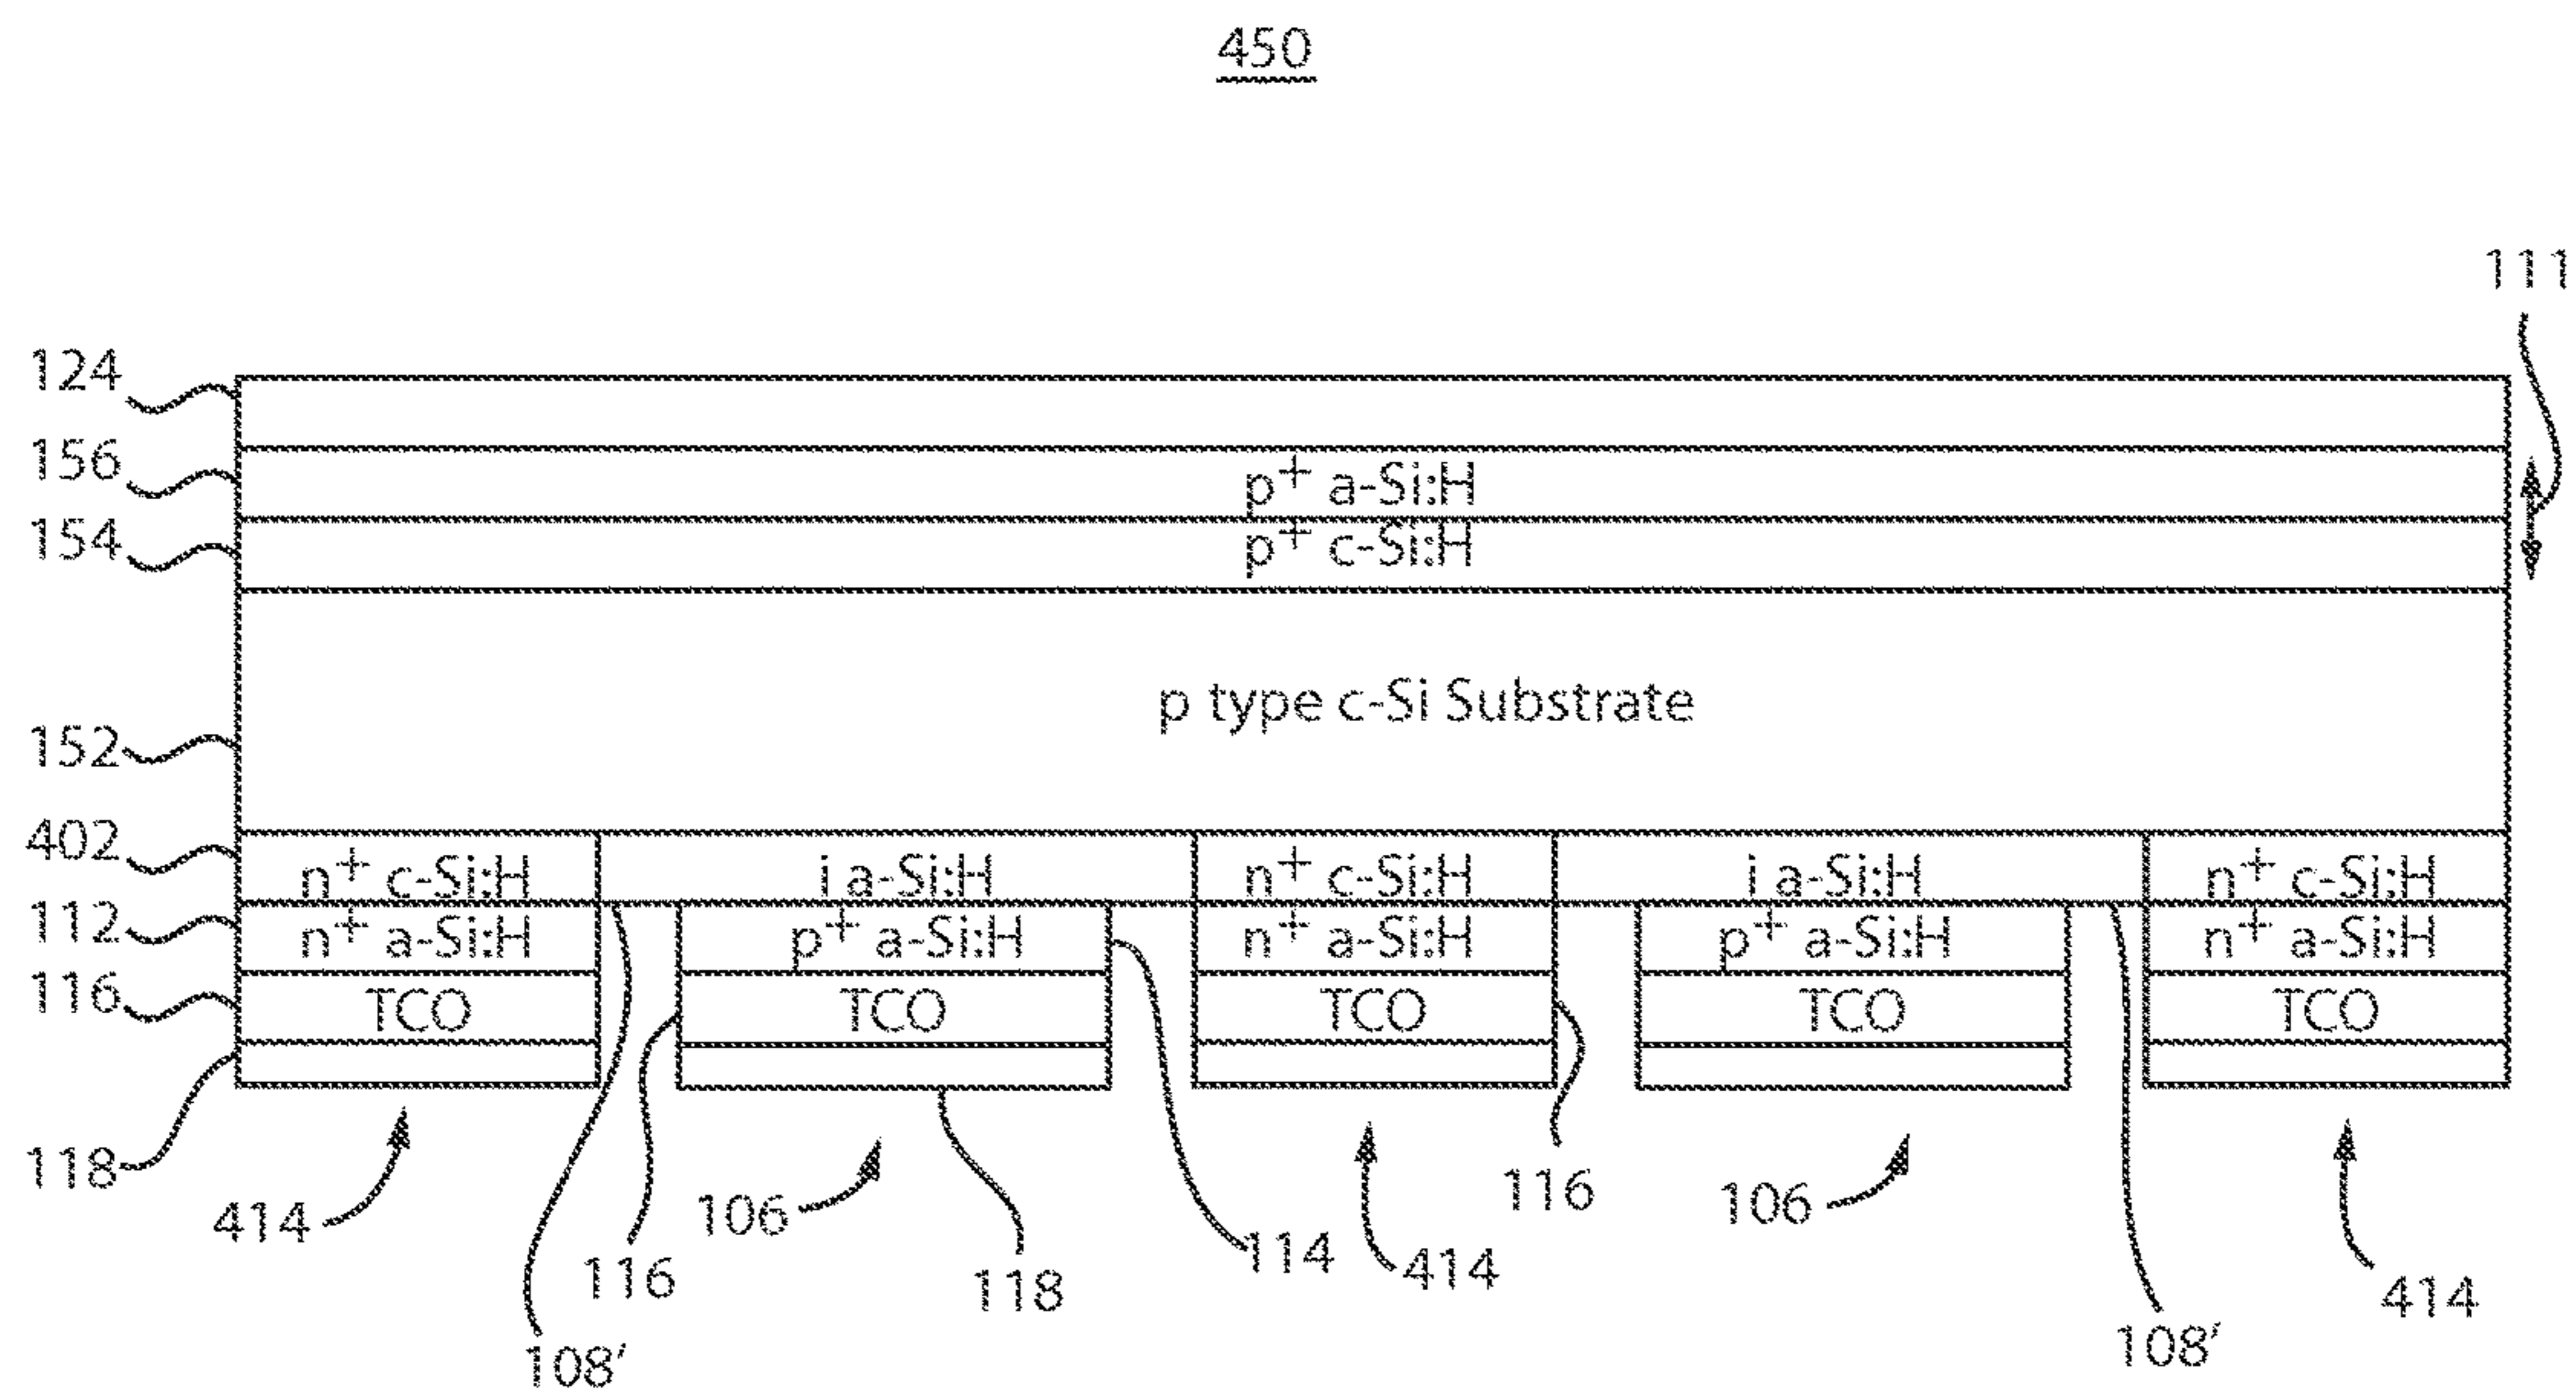 450
111
124
156
p+ a-Si:H
154
p+ c-Si:H
p type c-Si Substrate
152
402
n+ c-Si:H i a-Si:H n+ c-Si:H i a-Si:H n+ c-Si:H
112
n+ a-Si:H p+ a-Si:H n+ a-Si:H p+ a-Si:H n+ a-Si:H
116
TCO TCO TCO TCO TCO
118
414 106 116 106
116 118 114 414 414
108′ 108′